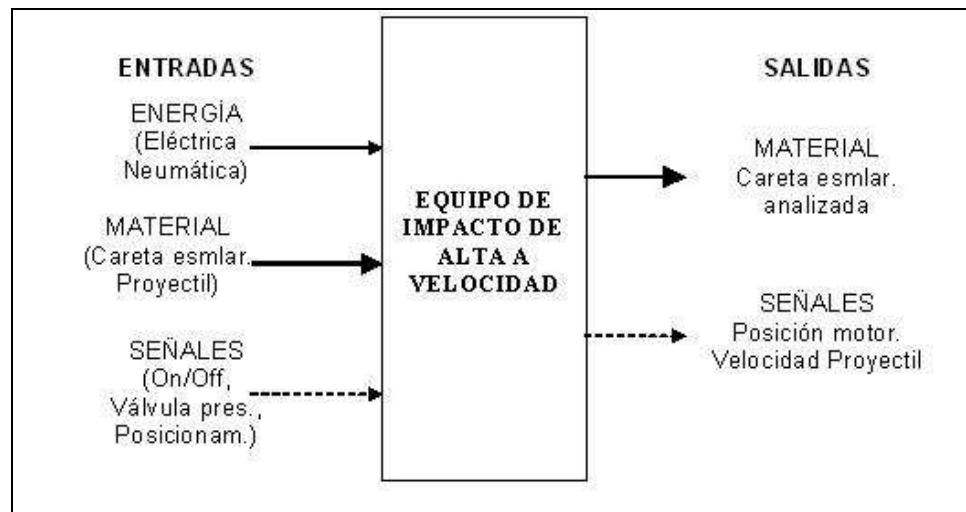 ENTRADAS
ENERGÍA
(Eléctrica
Neumática)
MATERIAL
(Careta esmlar.
Proyectil)
SEÑALES
(On/Off,
Válvula pres.,
Posicionam.)
EQUIPO DE
IMPACTO DE
ALTA A
VELOCIDAD
SALIDAS
MATERIAL
Careta esmlar.
analizada
SEÑALES
Posición motor.
Velocidad Proyectil